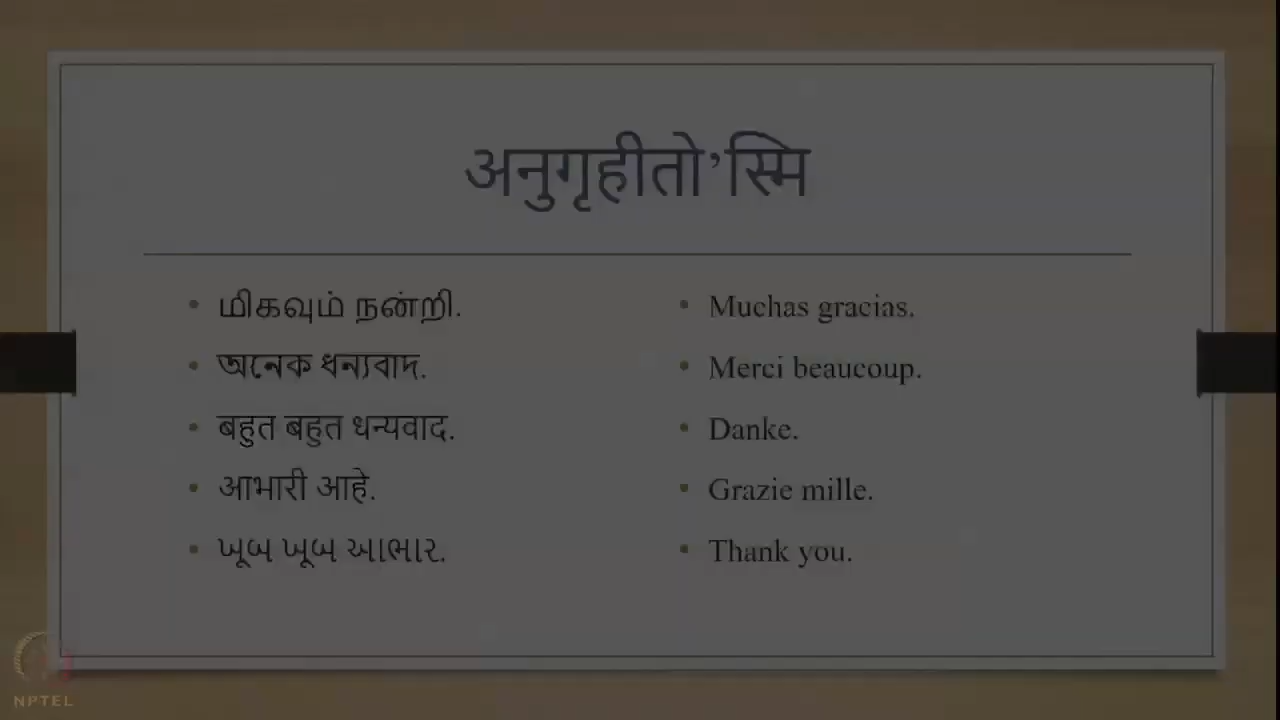 अनुगृहीतो’स्मि
மிகவும் நன்றி.
অনেক ধন্যবাদ.
बहुत बहुत धन्यवाद.
आभारी आहे.
ખૂબ ખૂબ આભાર.
Muchas gracias.
Merci beaucoup.
Danke.
Grazie mille.
Thank you.
NPTEL